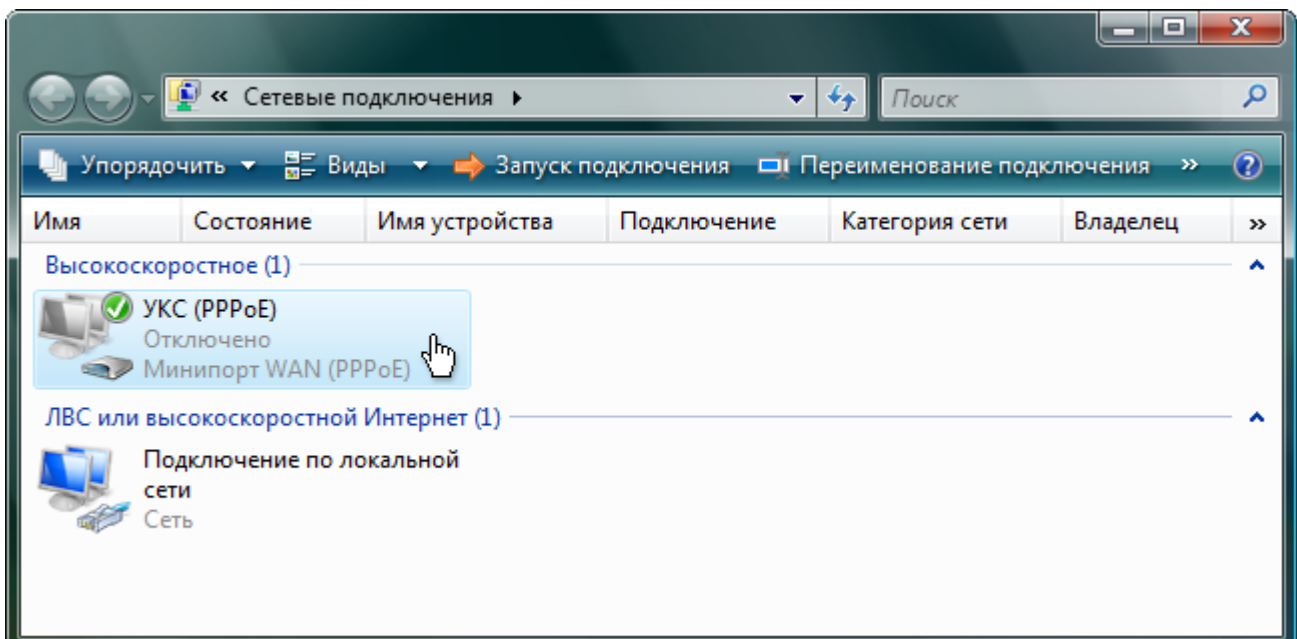 « Сетевые подключения
Поиск
Упорядочить Виды Запуск подключения Переименование подключения » ?
Имя Состояние Имя устройства Подключение Категория сети Владелец »
Высокоскоростное (1)
УКС (PPPoE)
Отключено
Минипорт WAN (PPPoE)
ЛВС или высокоскоростной Интернет (1)
Подключение по локальной
сети
Сеть